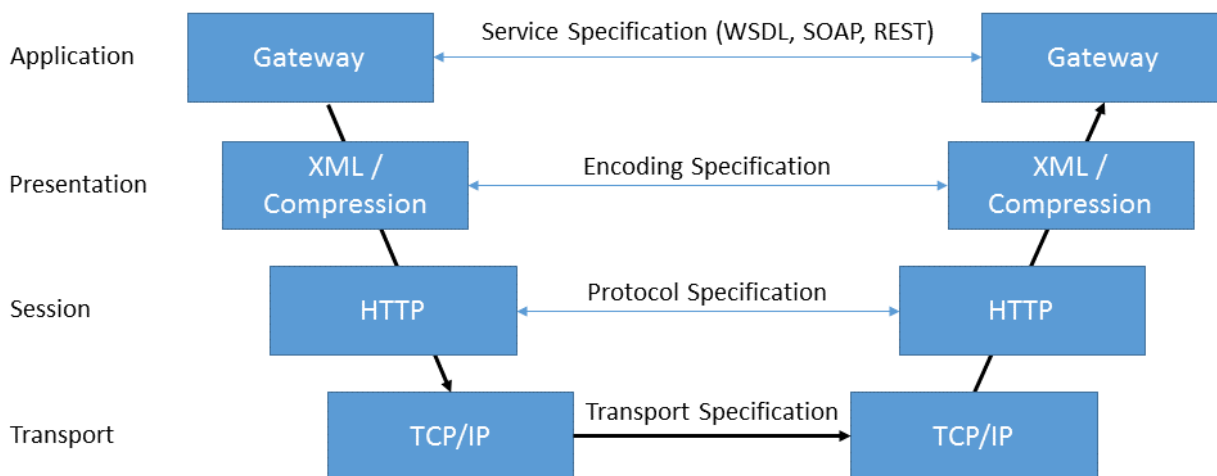 Application
Gateway
Service Specification (WSDL, SOAP, REST)
Gateway
Presentation
XML /
Compression
Encoding Specification
XML /
Compression
Session
HTTP
Protocol Specification
HTTP
Transport
TCP/IP
Transport Specification
TCP/IP